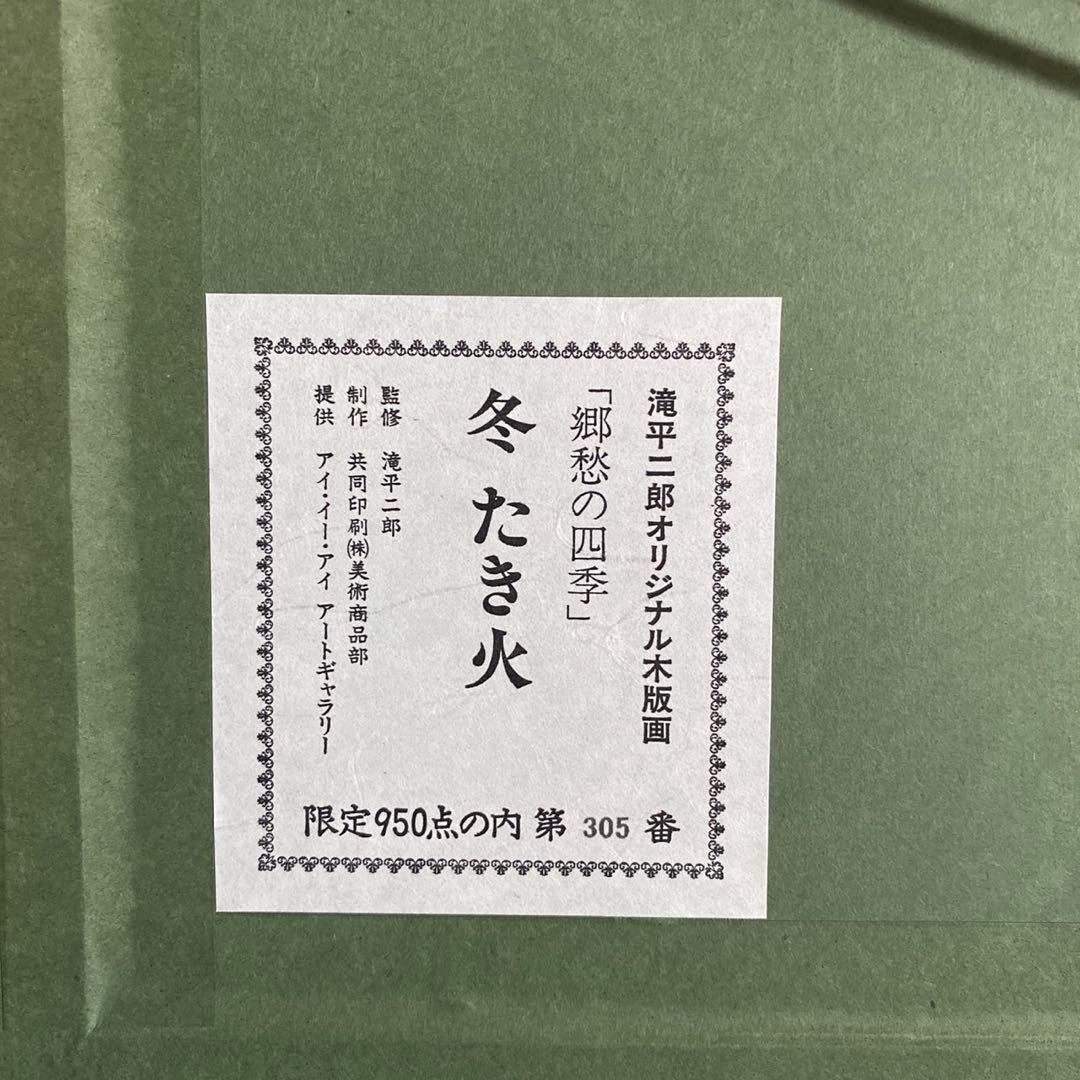 滝平二郎オリジナル木版画
「郷愁の四季」
冬 たき火
監修 滝平二郎
制作 共同印刷㈱美術商品部
提供 アイ・イー・アイ アートギャラリー
限定950点の内 第 305 番